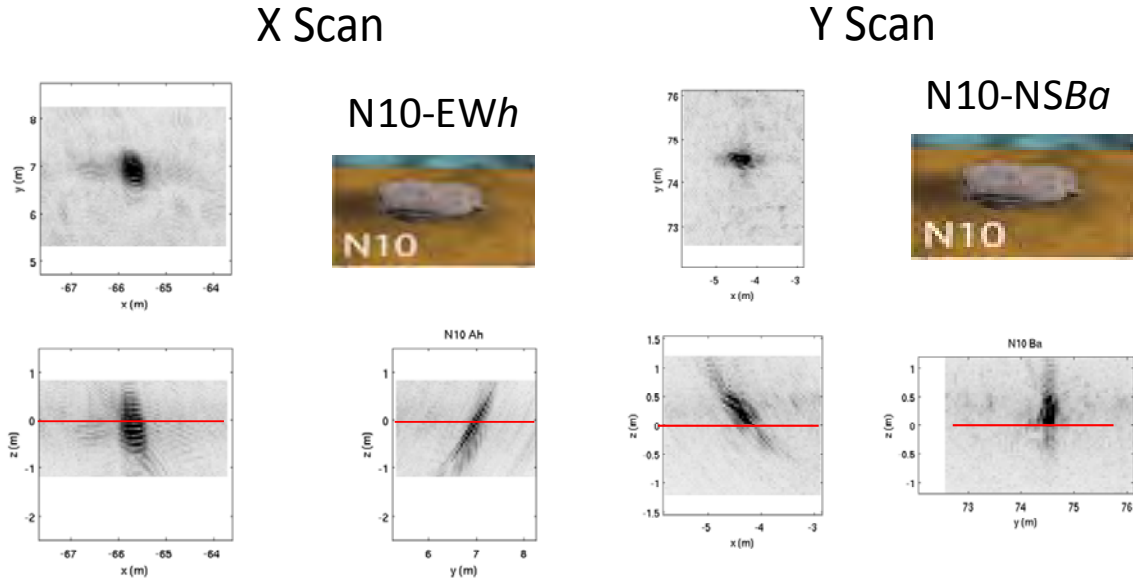 X Scan
Y Scan
N10-EWh
N10-NSBa
8
7
6
5
y (m)
-67 -66 -65 -64
x (m)
N10
76
75
74
73
y (m)
-5 -4 -3
x (m)
N10
1
0
-1
-2
z (m)
-67 -66 -65 -64
x (m)
N10 Ah
1
0
-1
-2
z (m)
6 7 8
y (m)
1.5
1
0.5
0
-0.5
-1
-1.5
z (m)
-5 -4 -3
x (m)
N10 Ba
1
0.5
0
-0.5
-1
z (m)
73 74 75 76
y (m)